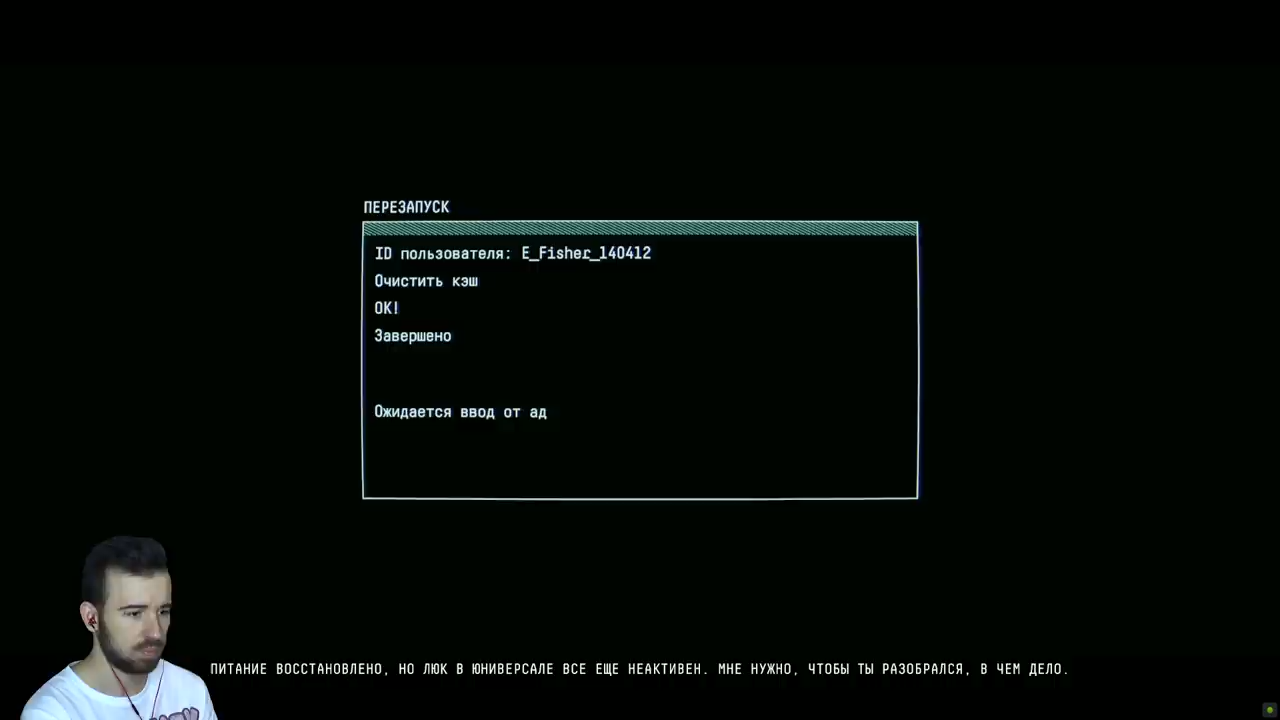 ПЕРЕЗАПУСК
ID пользователя: E_Fisher_140412
Очистить кэш
OK!
Завершено
Ожидается ввод от ад
ПИТАНИЕ ВОССТАНОВЛЕНО, НО ЛЮК В ЮНИВЕРСАЛЕ ВСЕ ЕЩЕ НЕАКТИВЕН. МНЕ НУЖНО, ЧТОБЫ ТЫ РАЗОБРАЛСЯ, В ЧЕМ ДЕЛО.